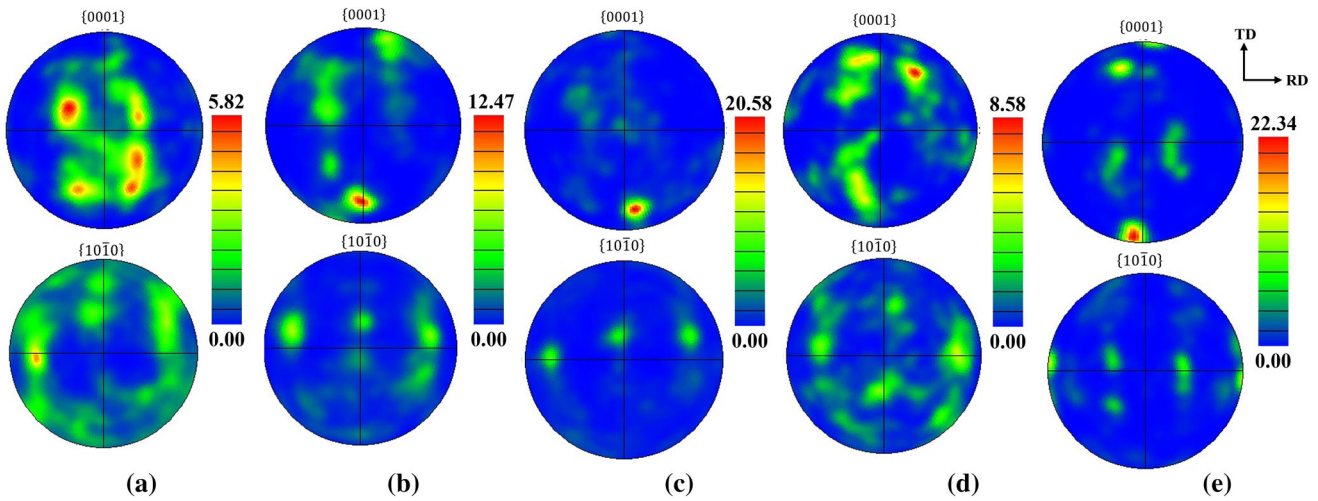 {0001}
{0001}
{0001}
{0001}
{0001}
TD
RD
5.82
12.47
20.58
8.58
22.34
{101̄0}
{101̄0}
{101̄0}
{101̄0}
{101̄0}
0.00
0.00
0.00
0.00
0.00
(a)
(b)
(c)
(d)
(e)